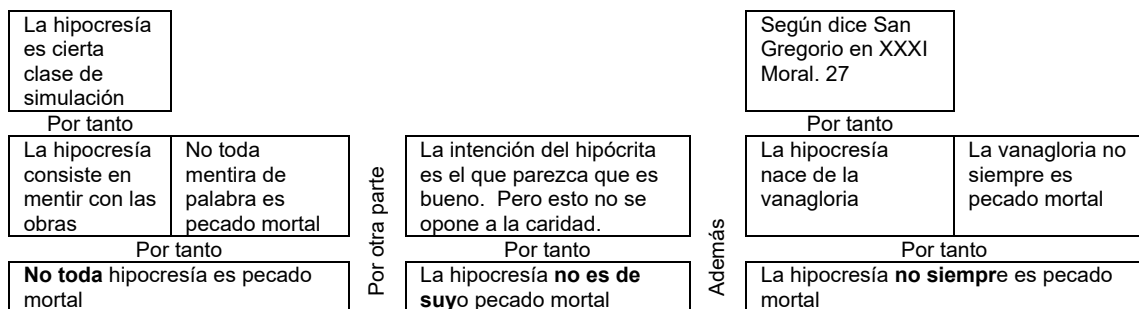 La hipocresía
es cierta
clase de
simulación
Por tanto
La hipocresía
consiste en
mentir con las
obras
No toda
mentira de
palabra es
pecado mortal
Por tanto
No toda hipocresía es pecado
mortal
Por otra parte
La intención del hipócrita
es el que parezca que es
bueno. Pero esto no se
opone a la caridad.
Por tanto
La hipocresía no es de
suyo pecado mortal
Además
Según dice San
Gregorio en XXXI
Moral. 27
Por tanto
La hipocresía
nace de la
vanagloria
La vanagloria no
siempre es
pecado mortal
Por tanto
La hipocresía no siempre es pecado
mortal